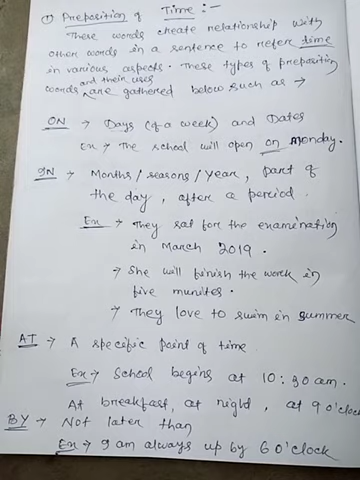 ① Preposition of Time :-
These words create relationship with
other words in a sentence to refer time
in various aspects. These types of preposition
and their uses
words are gathered below such as →
ON → Days (of a week) and Dates
Ex → The school will open on monday.
IN → Months / seasons / Year, part of
the day, after a period.
Ex → They sat for the examination
in March 2019.
→ She will finish the work in
five munites.
→ They love to swim in summer
AT → A specific point of time
Ex → School begins at 10:30 am.
At breakfast, at night, at 9 o'clock
BY → Not later than
Ex → I am always up by 6 o'clock